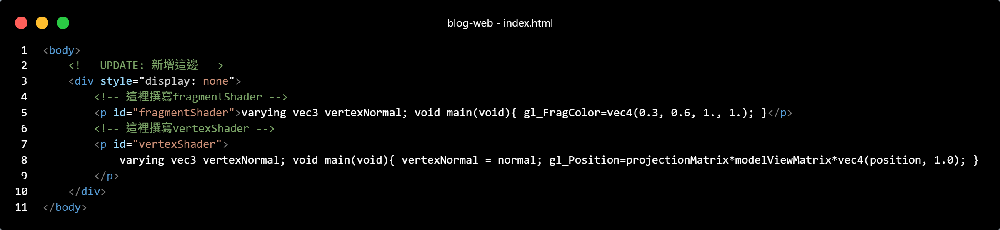 blog-web - index.html
1 <body>
2     <!-- UPDATE: 新增這邊 -->
3     <div style="display: none">
4         <!-- 這裡撰寫fragmentShader -->
5         <p id="fragmentShader">varying vec3 vertexNormal; void main(void){ gl_FragColor=vec4(0.3, 0.6, 1., 1.); }</p>
6         <!-- 這裡撰寫vertexShader -->
7         <p id="vertexShader">
8             varying vec3 vertexNormal; void main(void){ vertexNormal = normal; gl_Position=projectionMatrix*modelViewMatrix*vec4(position, 1.0); }
9         </p>
10     </div>
11 </body>